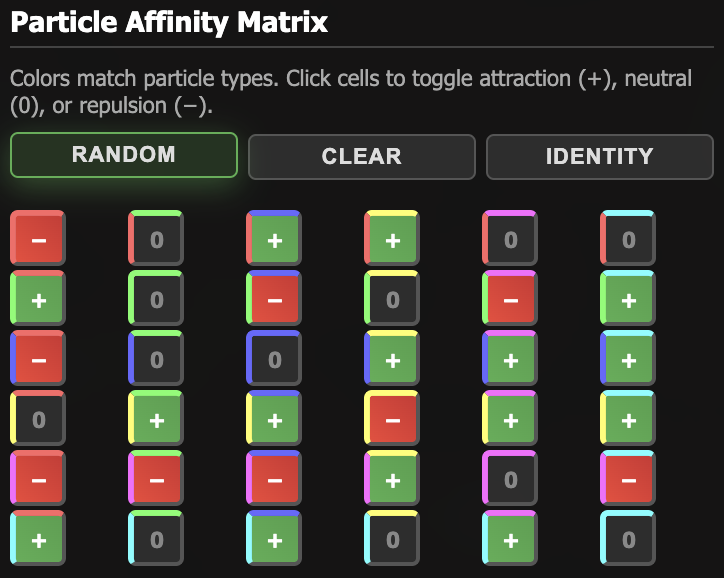 Particle Affinity Matrix
Colors match particle types. Click cells to toggle attraction (+), neutral
(0), or repulsion (−).
RANDOM CLEAR IDENTITY
− 0 + + 0 0
+ 0 − 0 − +
− 0 0 + + +
0 + + − + +
− − − + 0 −
+ 0 + 0 + 0